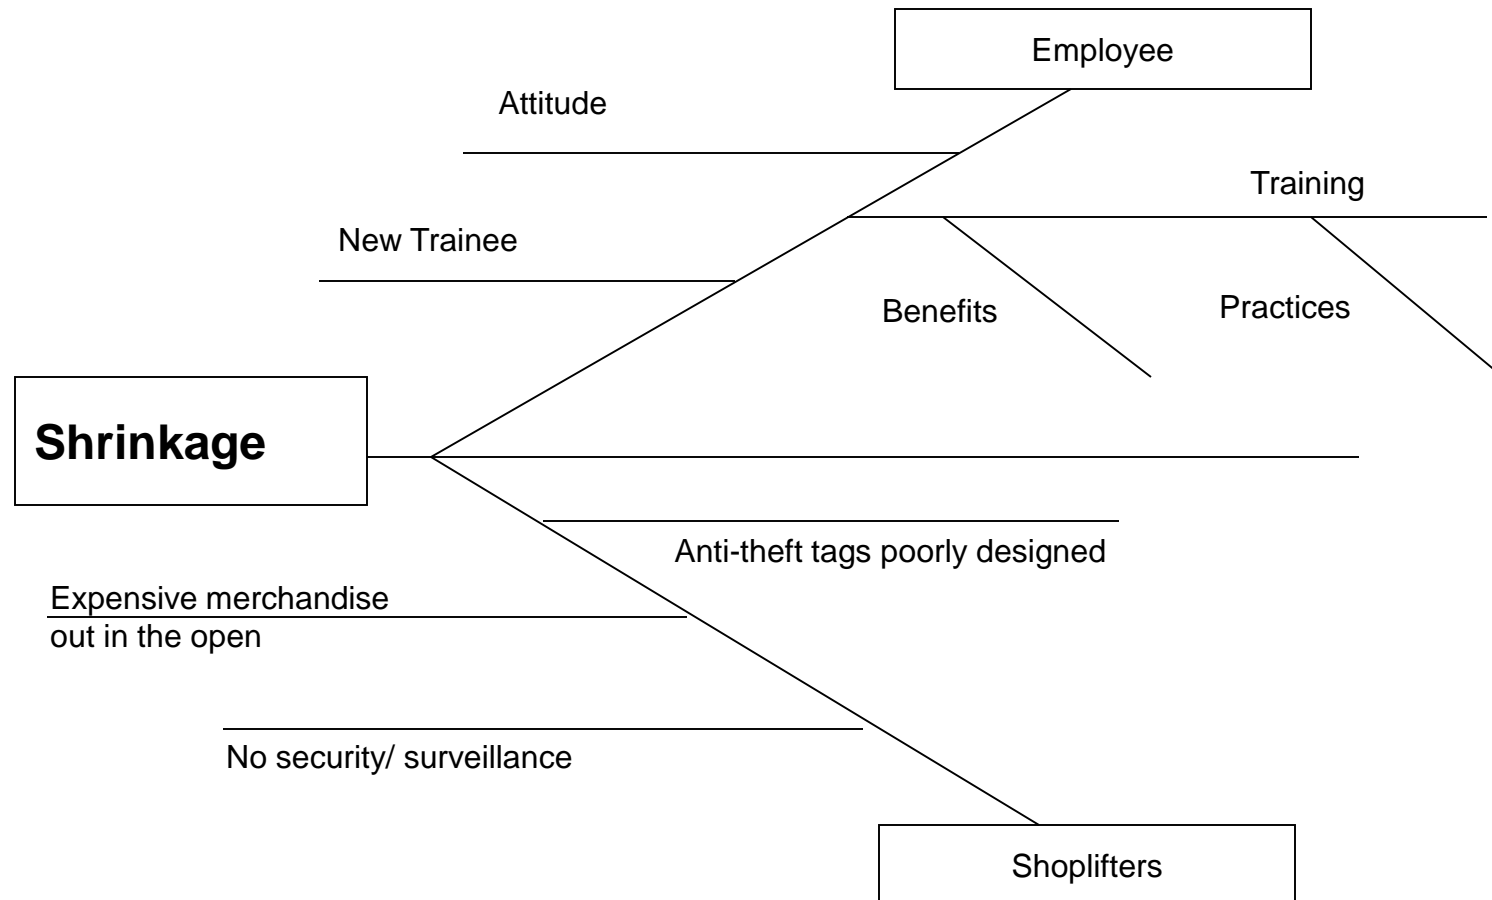 Employee
Attitude
Training
New Trainee
Benefits
Practices
Shrinkage
Anti-theft tags poorly designed
Expensive merchandise
out in the open
No security/ surveillance
Shoplifters